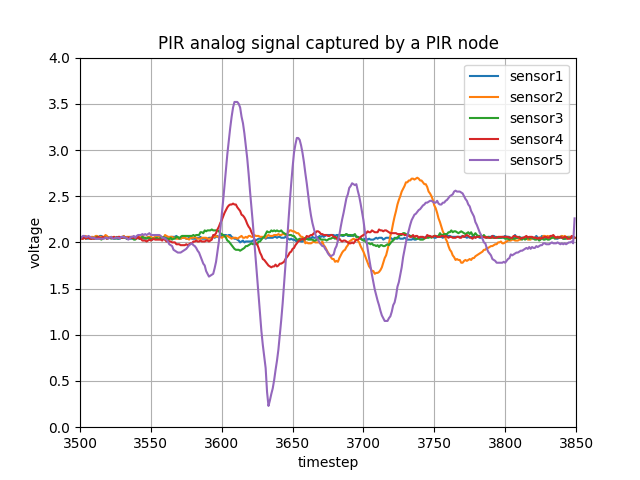 PIR analog signal captured by a PIR node
4.0
3.5
3.0
2.5
2.0
1.5
1.0
0.5
0.0
voltage
sensor1
sensor2
sensor3
sensor4
sensor5
3500 3550 3600 3650 3700 3750 3800 3850
timestep